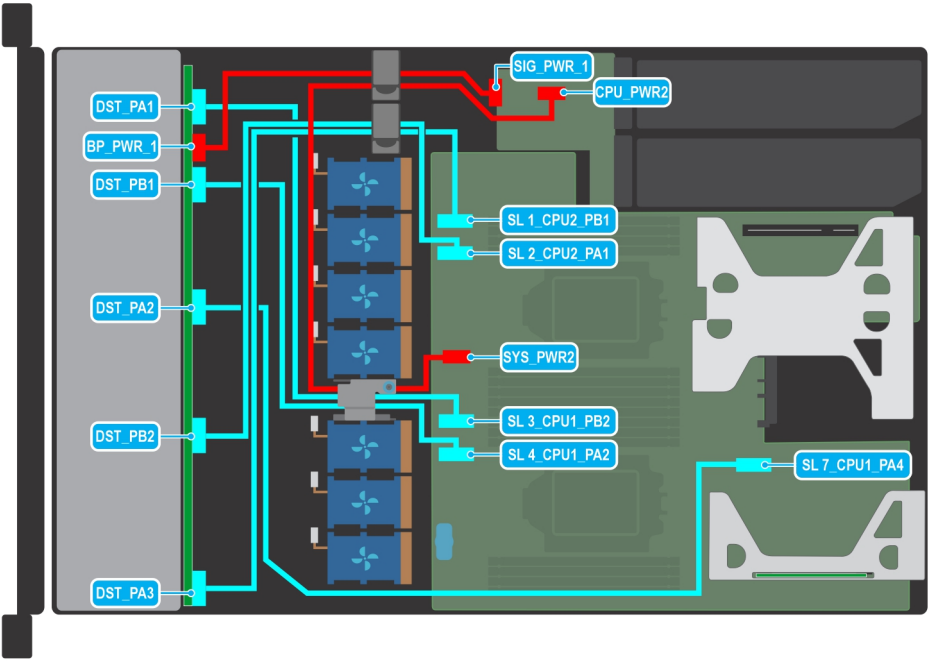 SIG_PWR_1
CPU_PWR2
DST_PA1
BP_PWR_1
DST_PB1
SL 1_CPU2_PB1
SL 2_CPU2_PA1
DST_PA2
SYS_PWR2
SL 3_CPU1_PB2
DST_PB2
SL 4_CPU1_PA2
SL 7_CPU1_PA4
DST_PA3